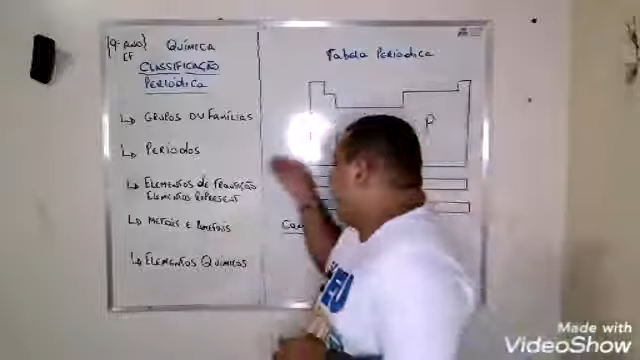 9º ANO
EF
QUÍMICA
CLASSIFICAÇÃO
PERIÓDICA
↳ GRUPOS OU FAMÍLIAS
↳ PERÍODOS
↳ ELEMENTOS DE TRANSIÇÃO
ELEMENTOS REPRESENT
↳ METAIS E AMETAIS
↳ ELEMENTOS QUÍMICOS
TABELA PERIÓDICA
P
Made with
VideoShow